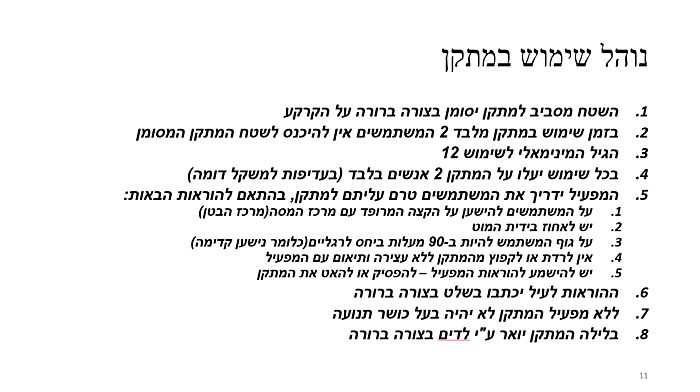 נוהל שימוש במתקן
1. השטח מסביב למתקן יסומן בצורה ברורה על הקרקע
2. בזמן שימוש במתקן מלבד 2 המשתמשים אין להיכנס לשטח המתקן המסומן
3. הגיל המינימאלי לשימוש 12
4. בכל שימוש יעלו על המתקן 2 אנשים בלבד (בעדיפות למשקל דומה)
5. המפעיל ידריך את המשתמשים טרם עליתם למתקן, בהתאם להוראות הבאות:
1. על המשתמשים להישען על הקצה המרופד עם מרכז המסה(מרכז הבטן)
2. יש לאחוז בידית המוט
3. על גוף המשתמש להיות ב-90 מעלות ביחס לרגליים(כלומר נישען קדימה)
4. אין לרדת או לקפוץ מהמתקן ללא עצירה ותיאום עם המפעיל
5. יש להישמע להוראות המפעיל – להפסיק או להאט את המתקן
6. ההוראות לעיל יכתבו בשלט בצורה ברורה
7. ללא מפעיל המתקן לא יהיה בעל כושר תנועה
8. בלילה המתקן יואר ע"י לדים בצורה ברורה
11